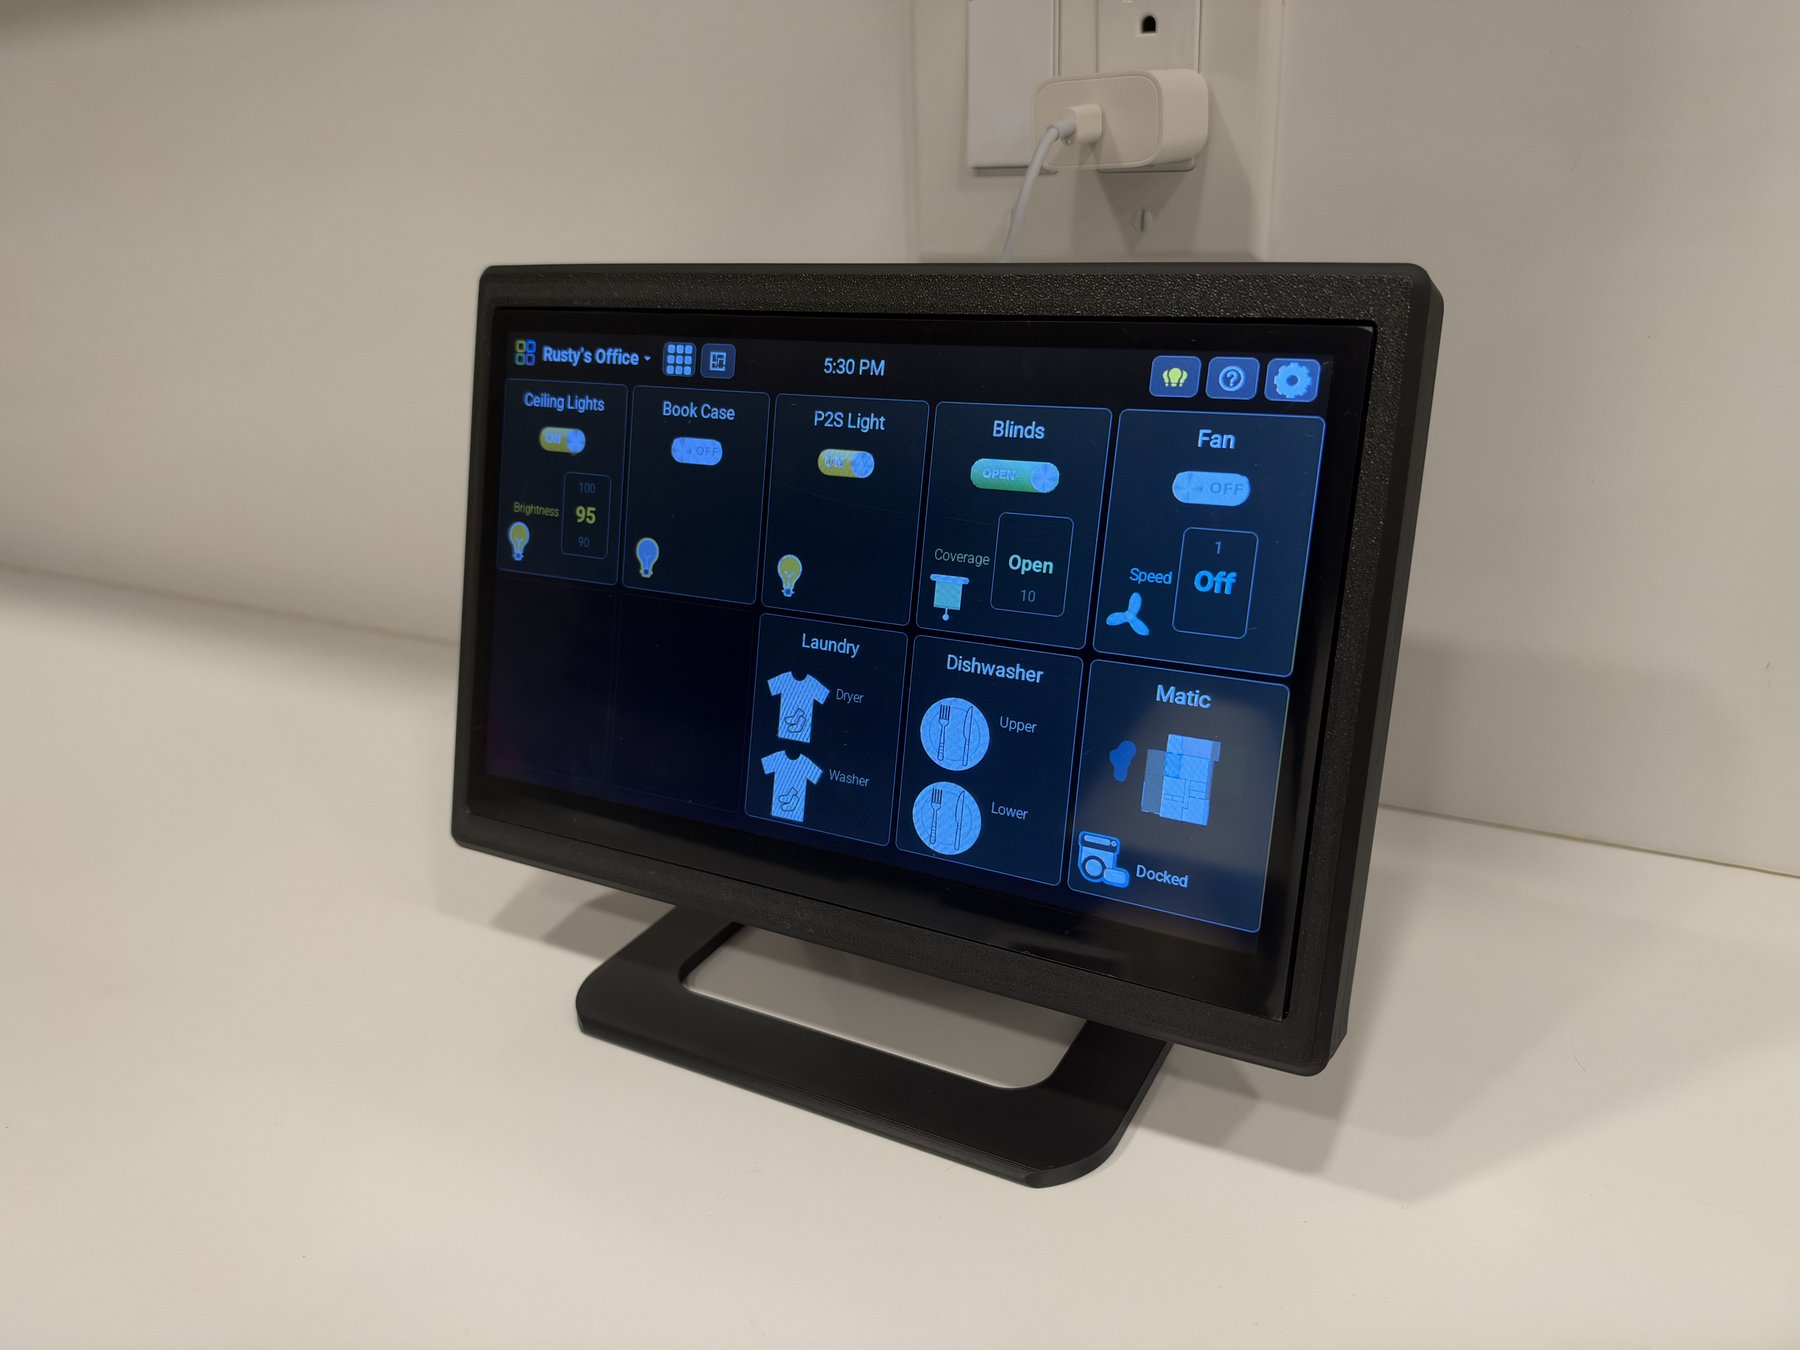 Rusty's Office
5:30 PM
Ceiling Lights
ON
Brightness
100
95
90
Book Case
OFF
P2S Light
ON
Blinds
OPEN
Coverage
Open
10
Fan
OFF
Speed
1
Off
Laundry
Dryer
Washer
Dishwasher
Upper
Lower
Matic
Docked